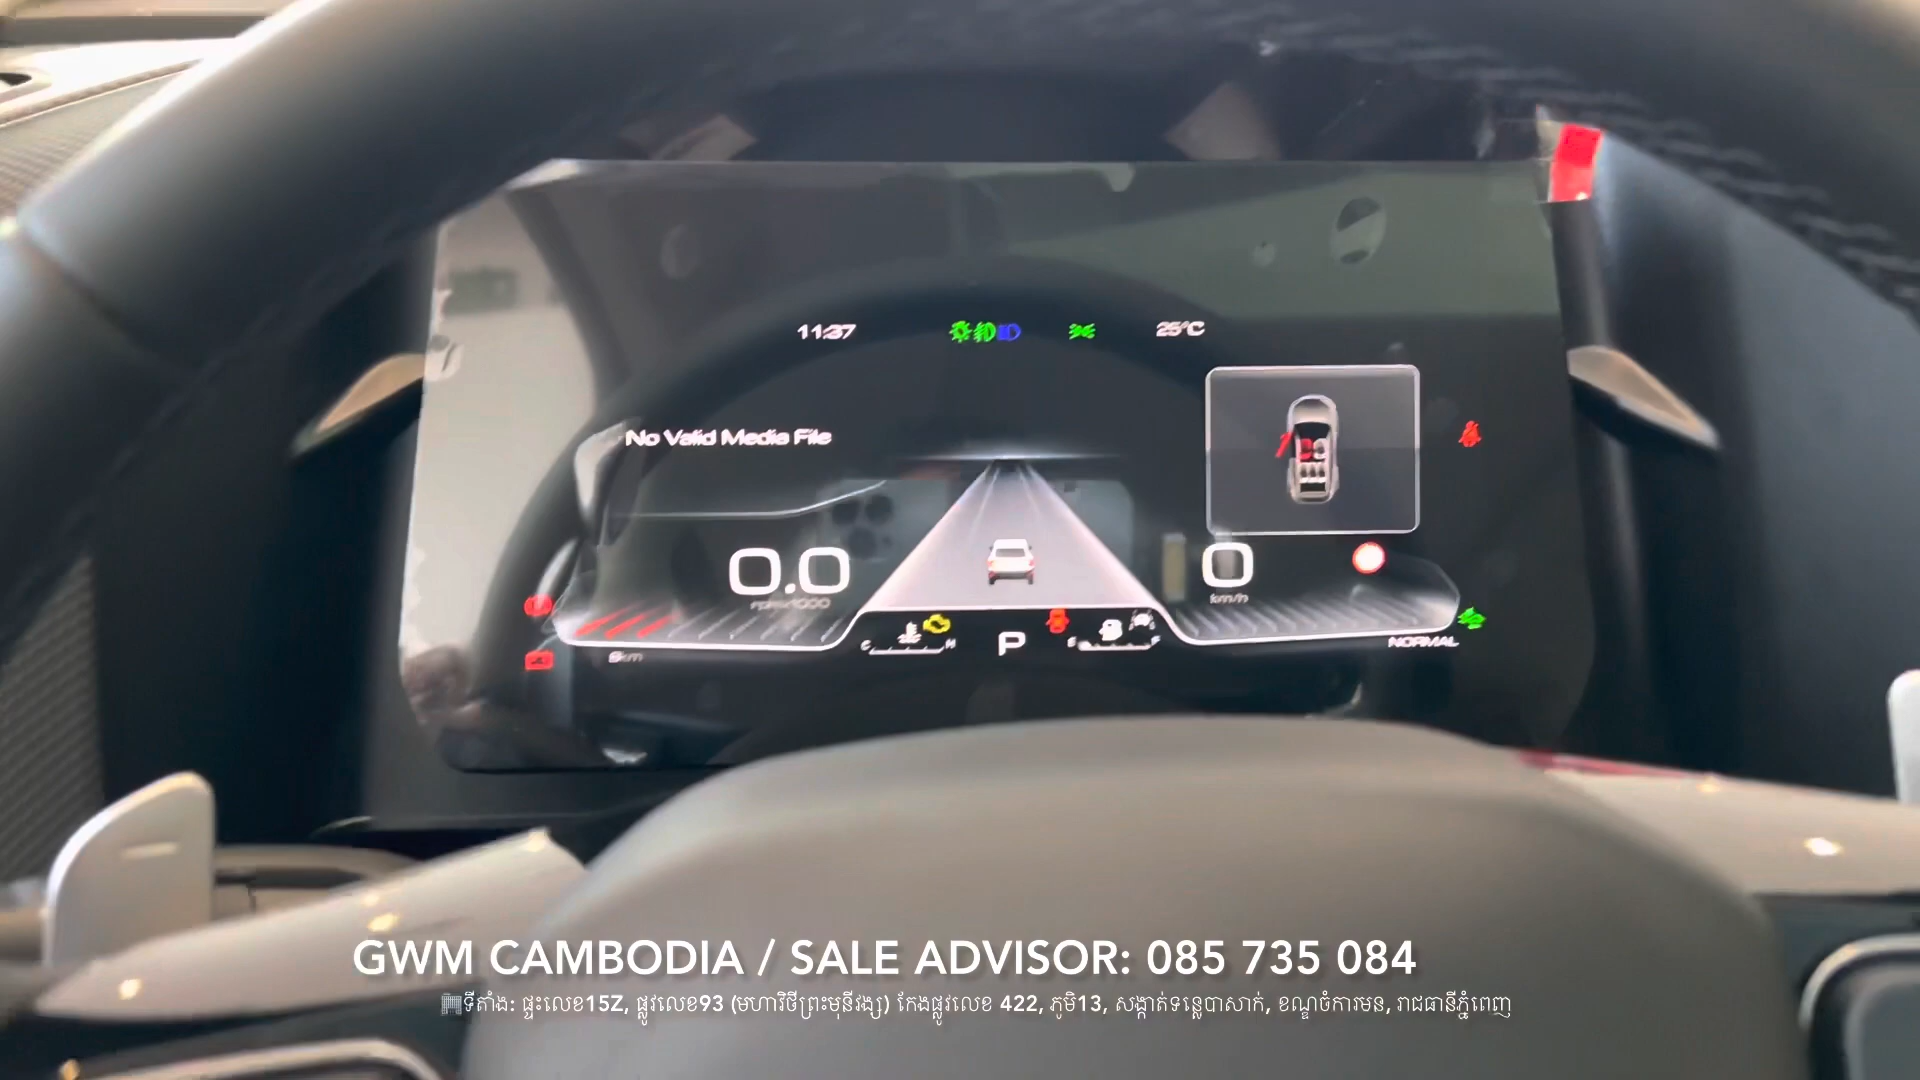 11:37
25°C
No Valid Media File
0.0
rpmx1000
0
km/h
C H
P
E F
NORMAL
GWM CAMBODIA / SALE ADVISOR: 085 735 084
ទីតាំង: ផ្ទះលេខ15Z, ផ្លូវលេខ93 (មហាវិថីព្រះមុនីវង្ស) កែងផ្លូវលេខ 422, ភូមិ13, សង្កាត់ទន្លេបាសាក់, ខណ្ឌចំការមន, រាជធានីភ្នំពេញ